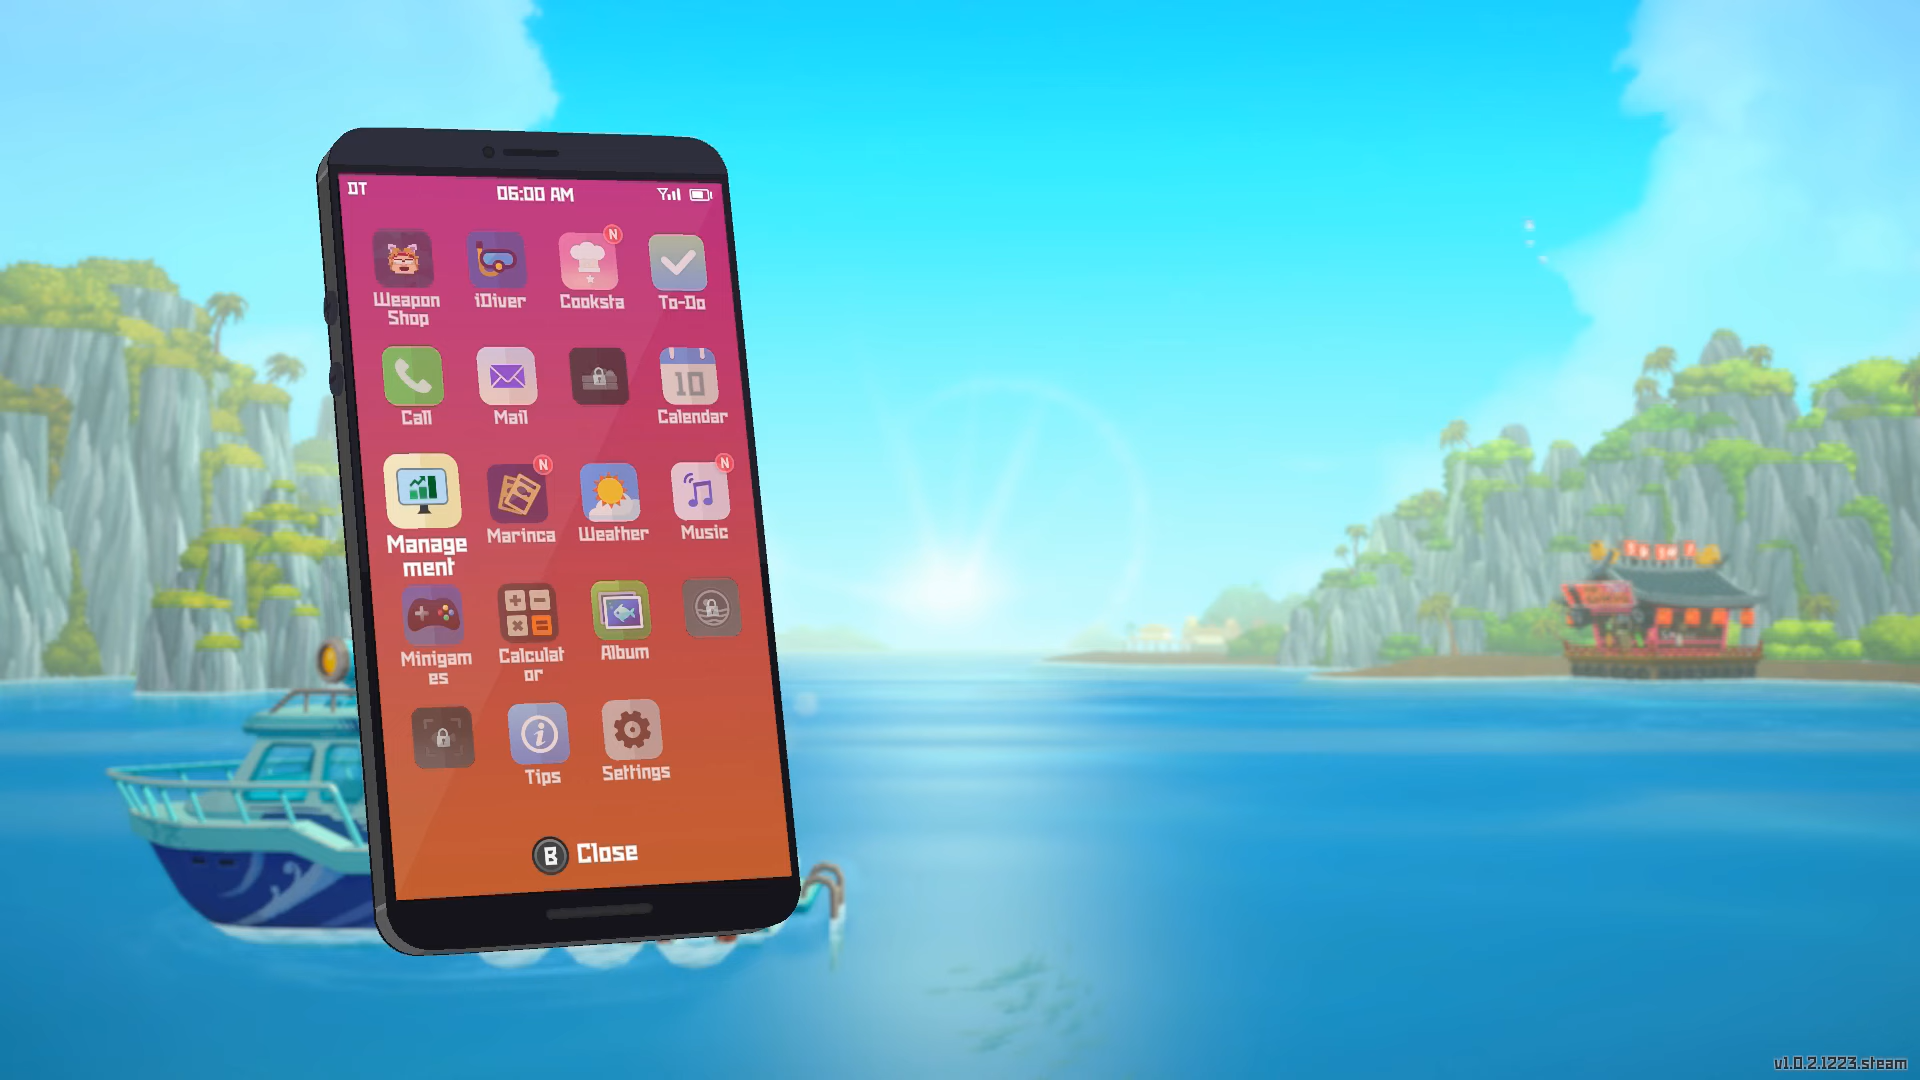 DT
06:00 AM
N
Weapon
Shop
iDiver
Cooksta
To-Do
10
Call
Mail
Calendar
N
N
Manage
ment
Marinca
Weather
Music
Minigam
es
Calculat
or
Album
Tips
Settings
B Close
v1.0.2.1223.steam